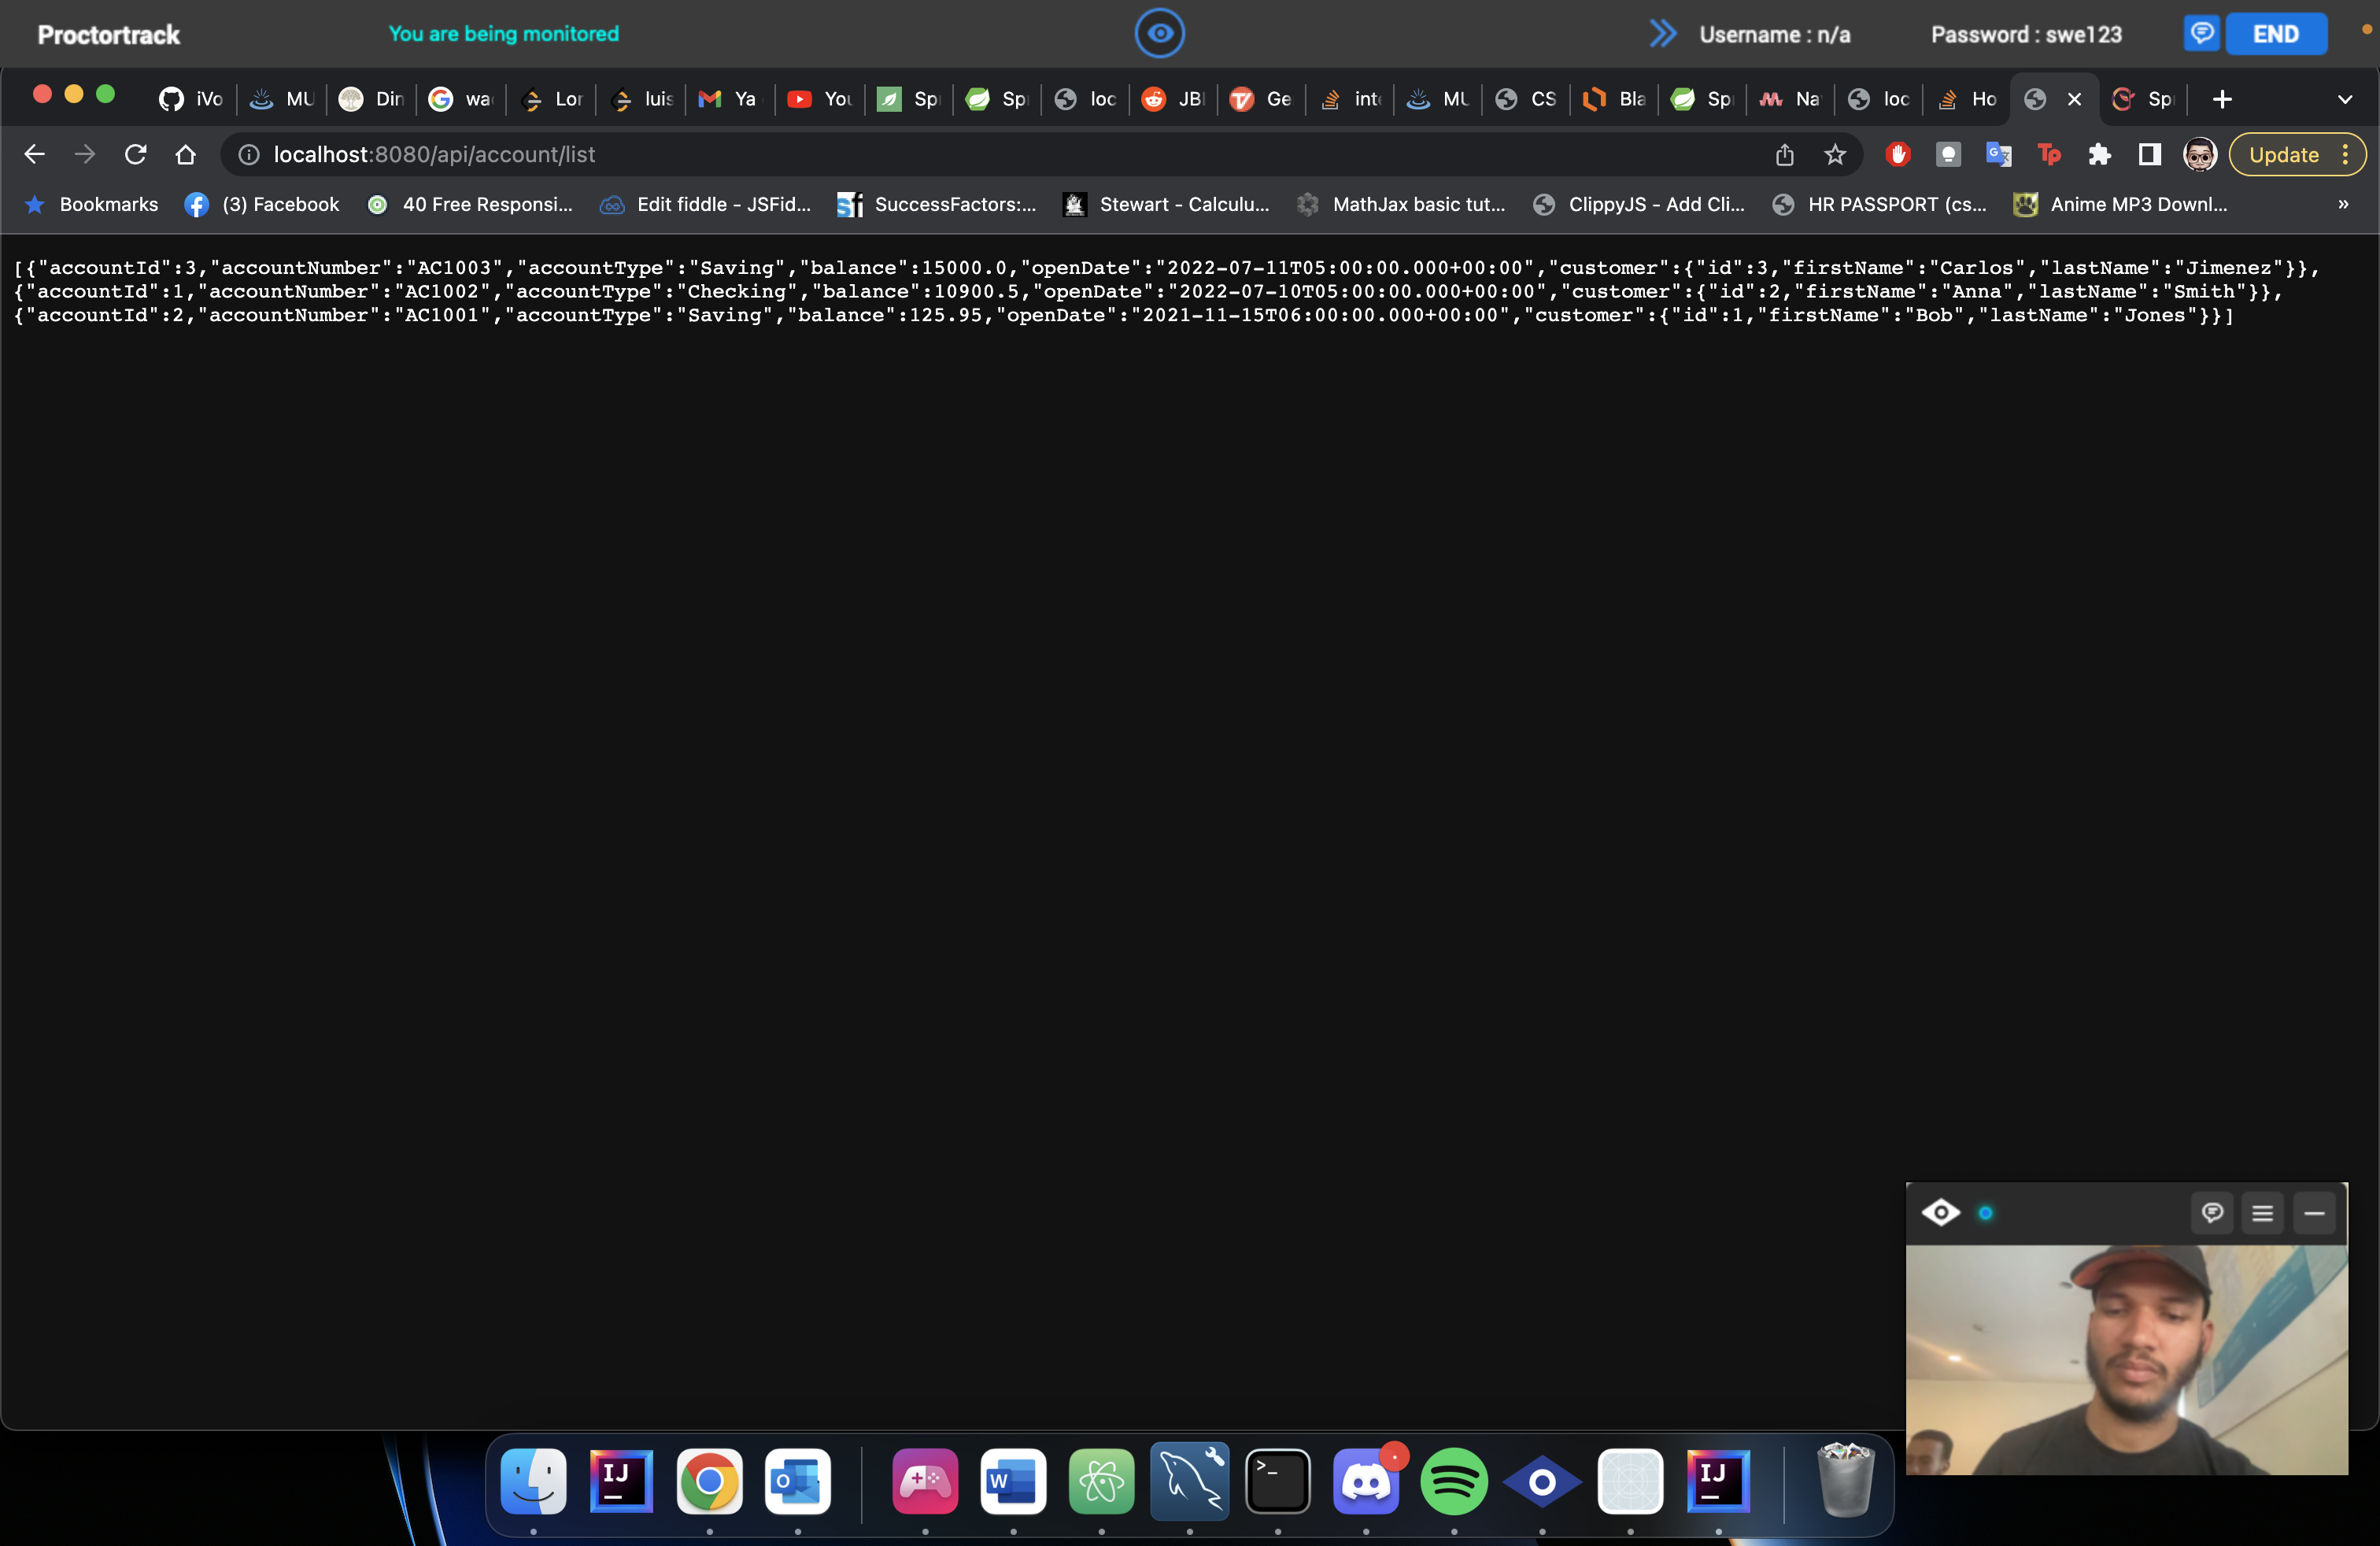 Proctortrack You are being monitored Username : n/a Password : swe123 END
iVo MU Din wa Lor luis Ya You Sp Sp loc JB Ge inte MU CS Bla Sp Na loc Ho Sp
localhost:8080/api/account/list Update
Bookmarks (3) Facebook 40 Free Responsi... Edit fiddle - JSFid... SuccessFactors:... Stewart - Calculu... MathJax basic tut... ClippyJS - Add Cli... HR PASSPORT (cs... Anime MP3 Downl... »
[{"accountId":3,"accountNumber":"AC1003","accountType":"Saving","balance":15000.0,"openDate":"2022-07-11T05:00:00.000+00:00","customer":{"id":3,"firstName":"Carlos","lastName":"Jimenez"}},
{"accountId":1,"accountNumber":"AC1002","accountType":"Checking","balance":10900.5,"openDate":"2022-07-10T05:00:00.000+00:00","customer":{"id":2,"firstName":"Anna","lastName":"Smith"}},
{"accountId":2,"accountNumber":"AC1001","accountType":"Saving","balance":125.95,"openDate":"2021-11-15T06:00:00.000+00:00","customer":{"id":1,"firstName":"Bob","lastName":"Jones"}}]